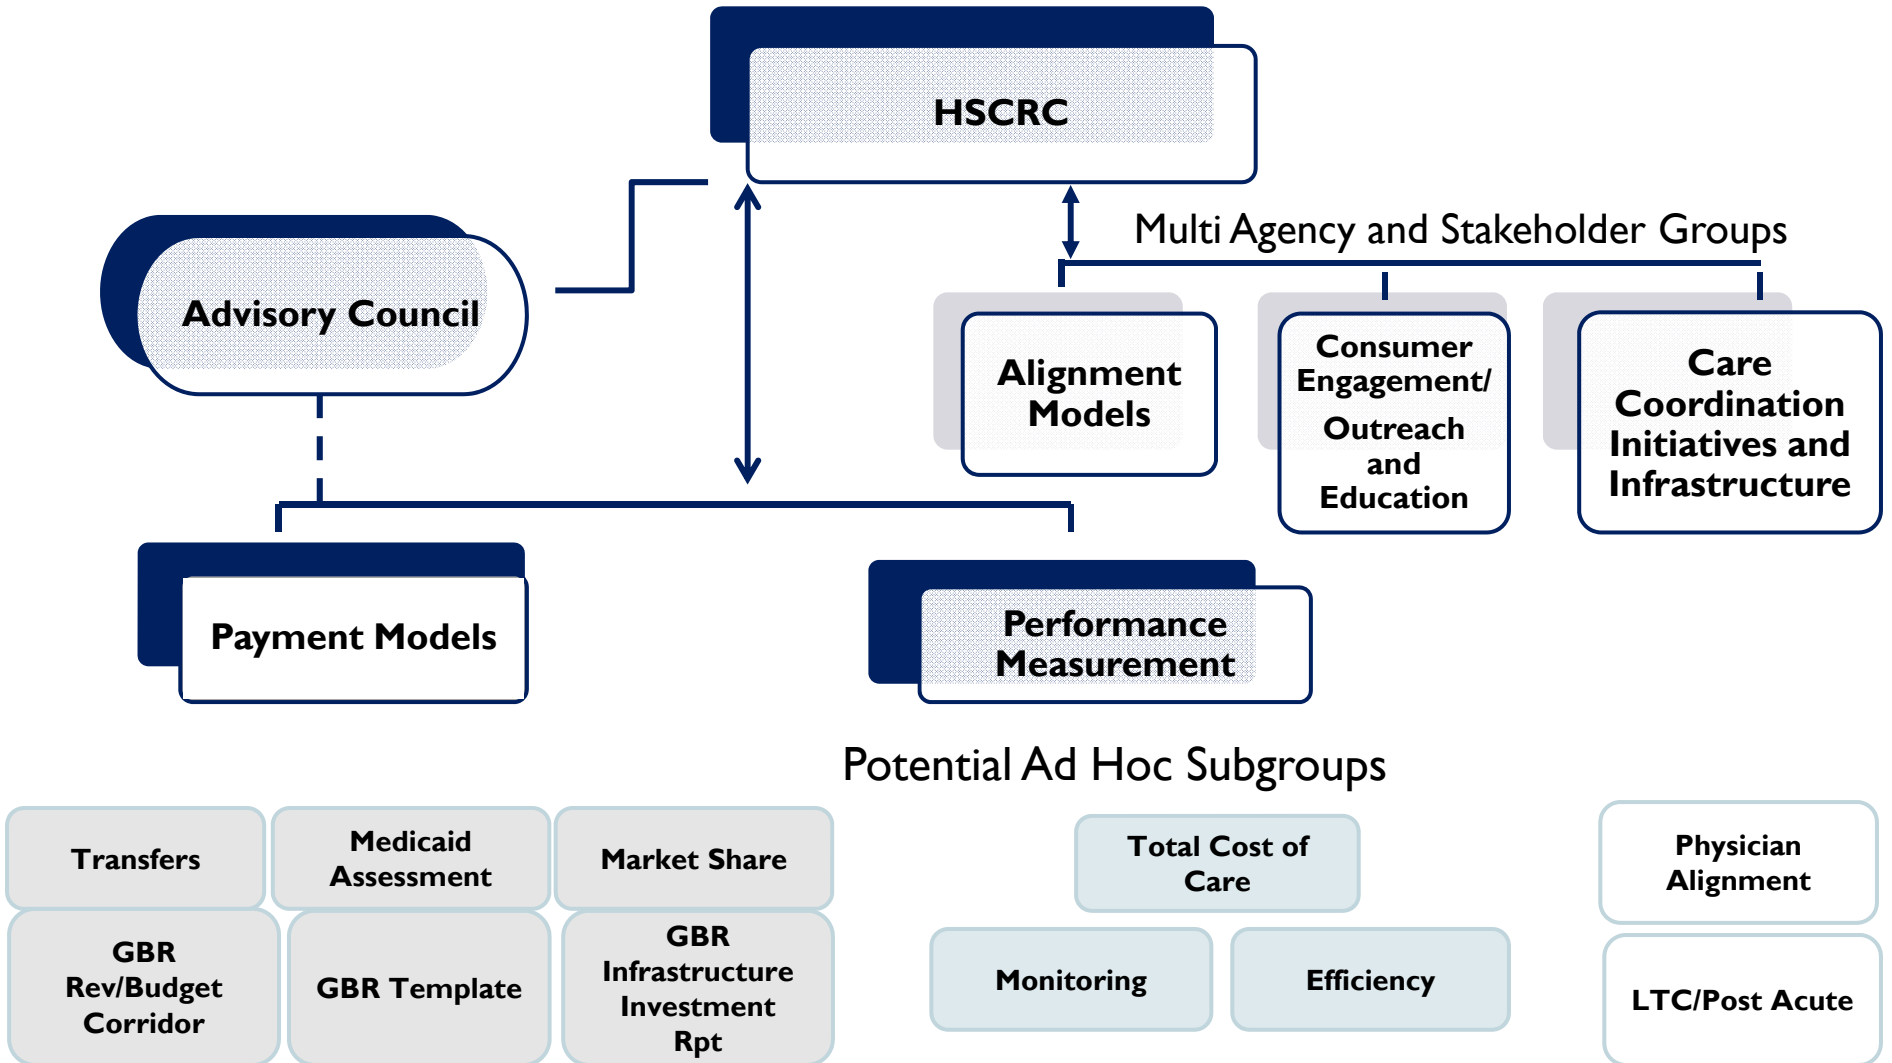 HSCRC
Multi Agency and Stakeholder Groups
Advisory Council
Alignment
Models
Consumer
Engagement/
Outreach
and
Education
Care
Coordination
Initiatives and
Infrastructure
Payment Models
Performance
Measurement
Potential Ad Hoc Subgroups
Transfers
Medicaid
Assessment
Market Share
Total Cost of
Care
Physician
Alignment
GBR
Rev/Budget
Corridor
GBR Template
GBR
Infrastructure
Investment
Rpt
Monitoring
Efficiency
LTC/Post Acute